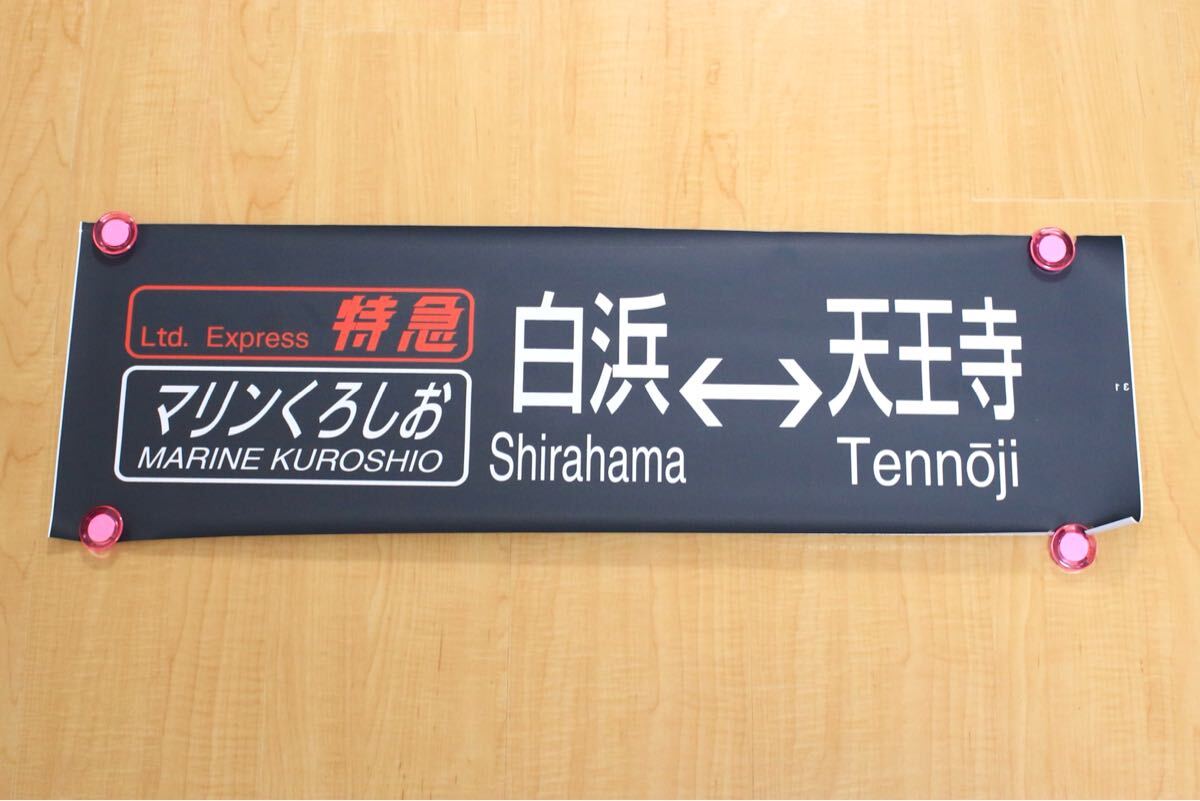 Ltd. Express 特急
マリンくろしお
MARINE KUROSHIO
白浜↔天王寺
Shirahama Tennōji
31